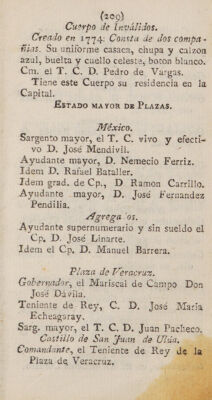 (209)
Cuerpo de Inválidos.
Creado en 1774. Consta de dos compa-
ñias. Su uniforme casaca, chupa y calzon
azul, buelta y cuello celeste, boton blanco.
Cm. el T. C. D. Pedro de Vargas.
Tiene este Cuerpo su residencia en la
Capital.
ESTADO MAYOR DE PLAZAS.
México.
Sargento mayor, el T. C. vivo y efecti-
vo D. José Mendivil.
Ayudante mayor, D. Nemecio Ferriz.
Idem D. Rafael Bataller.
Idem grad. de Cp., D Ramon Carrillo.
Ayudante mayor, D. José Fernandez
Pendilia.
Agrega os.
Ayudante supernumerario y sin sueldo el
Cp. D. José Linarte.
Idem el Cp. D. Manuel Barrera.
Plaza de Veracruz.
Gobernador, el Mariscal de Campo Don
José Dávila.
Teniente de Rey, C. D. José Maria
Echeagaray.
Sarg. mayor, el T. C. D. Juan Pacheco.
Castillo de San Juan de Ulúa.
Comandante, el Teniente de Rey de la
Plaza de Veracruz.